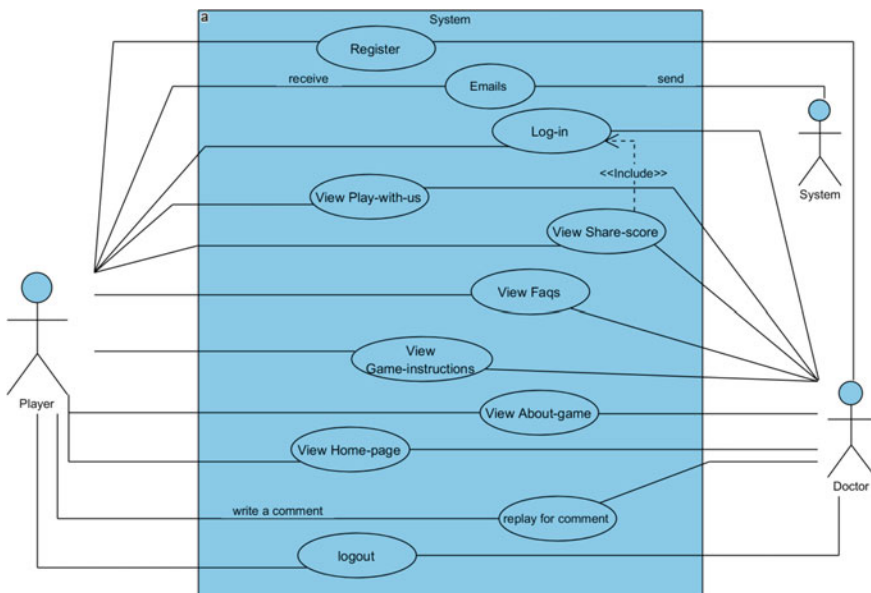 a
System
Register
receive
Emails
send
Log-in
<<Include>>
System
View Play-with-us
View Share-score
View Faqs
View
Game-instructions
Player
View About-game
View Home-page
Doctor
write a comment
replay for comment
logout